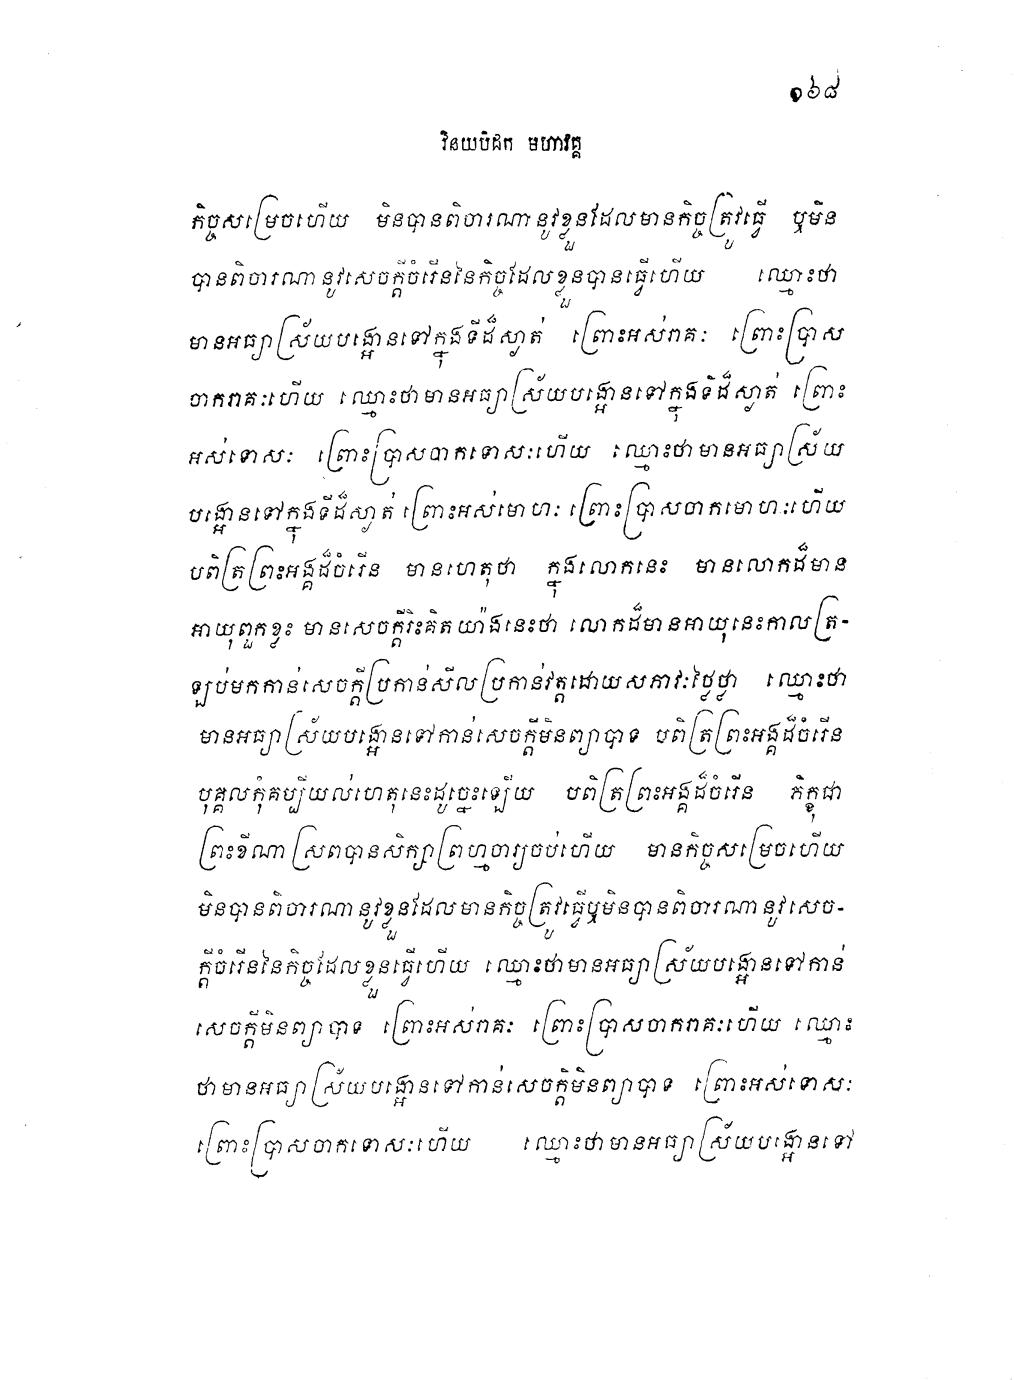 ១៦៨
វិនយបិដក មហាវគ្គ
កិច្ចសម្រេចហើយ មិនបានពិចារណានូវខ្លួនដែលមានកិច្ចត្រូវធ្វើ ឬមិន
បានពិចារណានូវសេចក្តីចំរើននៃកិច្ចដែលខ្លួនបានធ្វើហើយ ឈ្មោះថា
មានអធ្យាស្រ័យបង្អោនទៅក្នុងទីដ៏ស្ងាត់ ព្រោះអស់រាគៈ ព្រោះប្រាស
ចាករាគៈហើយ ឈ្មោះថាមានអធ្យាស្រ័យបង្អោនទៅក្នុងទីដ៏ស្ងាត់ ព្រោះ
អស់ទោសៈ ព្រោះប្រាសចាកទោសៈហើយ ឈ្មោះថាមានអធ្យាស្រ័យ
បង្អោនទៅក្នុងទីដ៏ស្ងាត់ ព្រោះអស់មោហៈ ព្រោះប្រាសចាកមោហៈហើយ
បពិត្រព្រះអង្គដ៏ចំរើន មានហេតុថា ក្នុងលោកនេះ មានលោកដ៏មាន
អាយុពួកខ្លះ មានសេចក្តីរិះគិតយ៉ាងនេះថា លោកដ៏មានអាយុនេះកាលត្រ-
ឡប់មកកាន់សេចក្តីប្រកាន់សីលប្រកាន់វត្តដោយសភាវៈថ្លៃថ្លា ឈ្មោះថា
មានអធ្យាស្រ័យបង្អោនទៅកាន់សេចក្តីមិនព្យាបាទ បពិត្រព្រះអង្គដ៏ចំរើន
បុគ្គលកុំគប្បីយល់ហេតុនេះដូច្នេះឡើយ បពិត្រព្រះអង្គដ៏ចំរើន ភិក្ខុជា
ព្រះខីណាស្រពបានសិក្សាព្រហ្មចារ្យចប់ហើយ មានកិច្ចសម្រេចហើយ
មិនបានពិចារណានូវខ្លួនដែលមានកិច្ចត្រូវធ្វើឬមិនបានពិចារណានូវសេច-
ក្តីចំរើននៃកិច្ចដែលខ្លួនធ្វើហើយ ឈ្មោះថាមានអធ្យាស្រ័យបង្អោនទៅកាន់
សេចក្តីមិនព្យាបាទ ព្រោះអស់រាគៈ ព្រោះប្រាសចាករាគៈហើយ ឈ្មោះ
ថាមានអធ្យាស្រ័យបង្អោនទៅកាន់សេចក្តីមិនព្យាបាទ ព្រោះអស់ទោសៈ
ព្រោះប្រាសចាកទោសៈហើយ ឈ្មោះថាមានអធ្យាស្រ័យបង្អោនទៅ